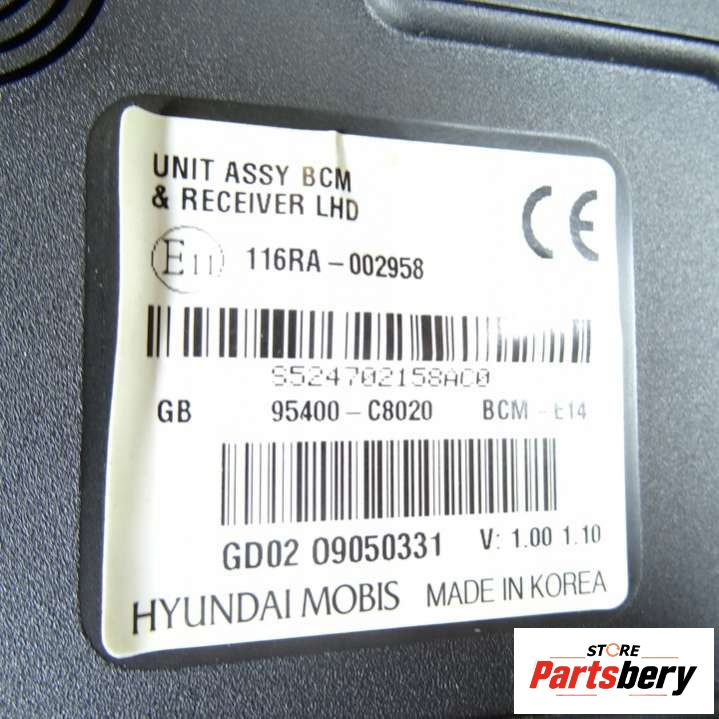 UNIT ASSY BCM
& RECEIVER LHD
CE
E11 116RA-002958
S524702158AC0
GB 95400-C8020 BCM-E14
GD02 09050331 V: 1.00 1.10
HYUNDAI MOBIS MADE IN KOREA
STORE
Partsbery